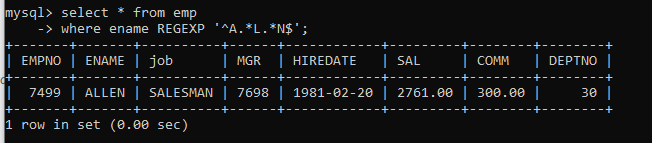 mysql> select * from emp
    -> where ename REGEXP '^A.*L.*N$';
+-------+-------+----------+------+------------+---------+--------+--------+
| EMPNO | ENAME | job      | MGR  | HIREDATE   | SAL     | COMM   | DEPTNO |
+-------+-------+----------+------+------------+---------+--------+--------+
|  7499 | ALLEN | SALESMAN | 7698 | 1981-02-20 | 2761.00 | 300.00 |     30 |
+-------+-------+----------+------+------------+---------+--------+--------+
1 row in set (0.00 sec)